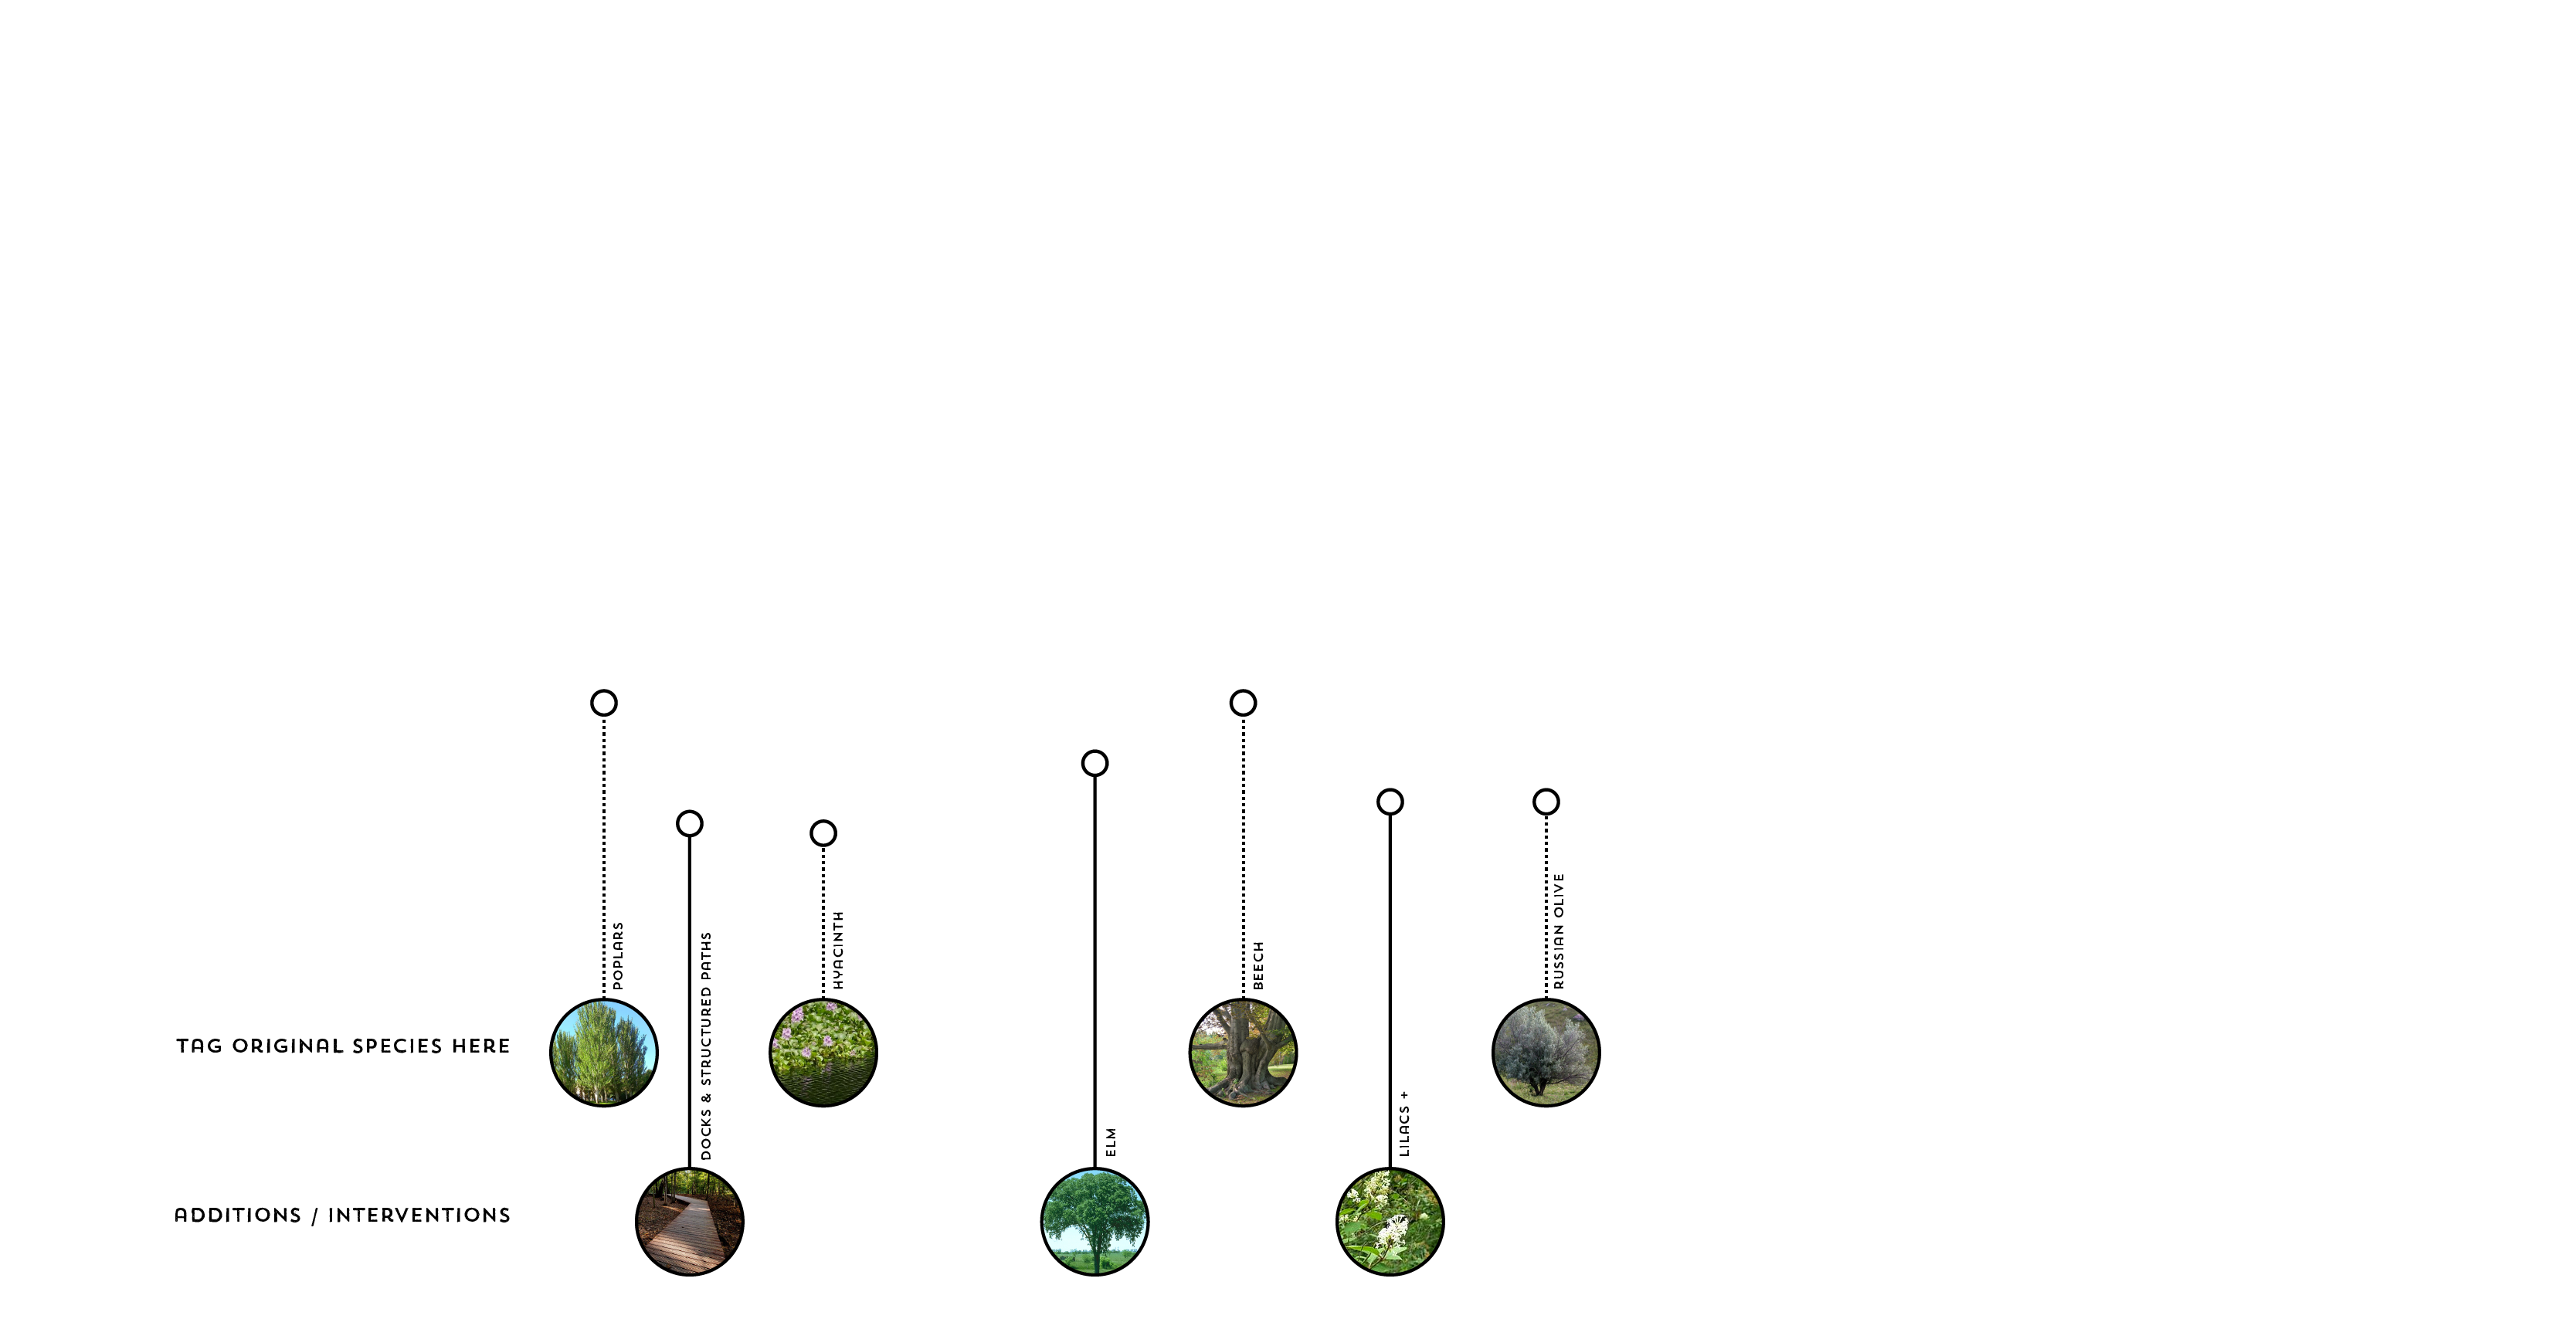 POPLARS
DOCKS & STRUCTURED PATHS
HYACINTH
ELM
BEECH
LILACS +
RUSSIAN OLIVE
TAG ORIGINAL SPECIES HERE
ADDITIONS / INTERVENTIONS